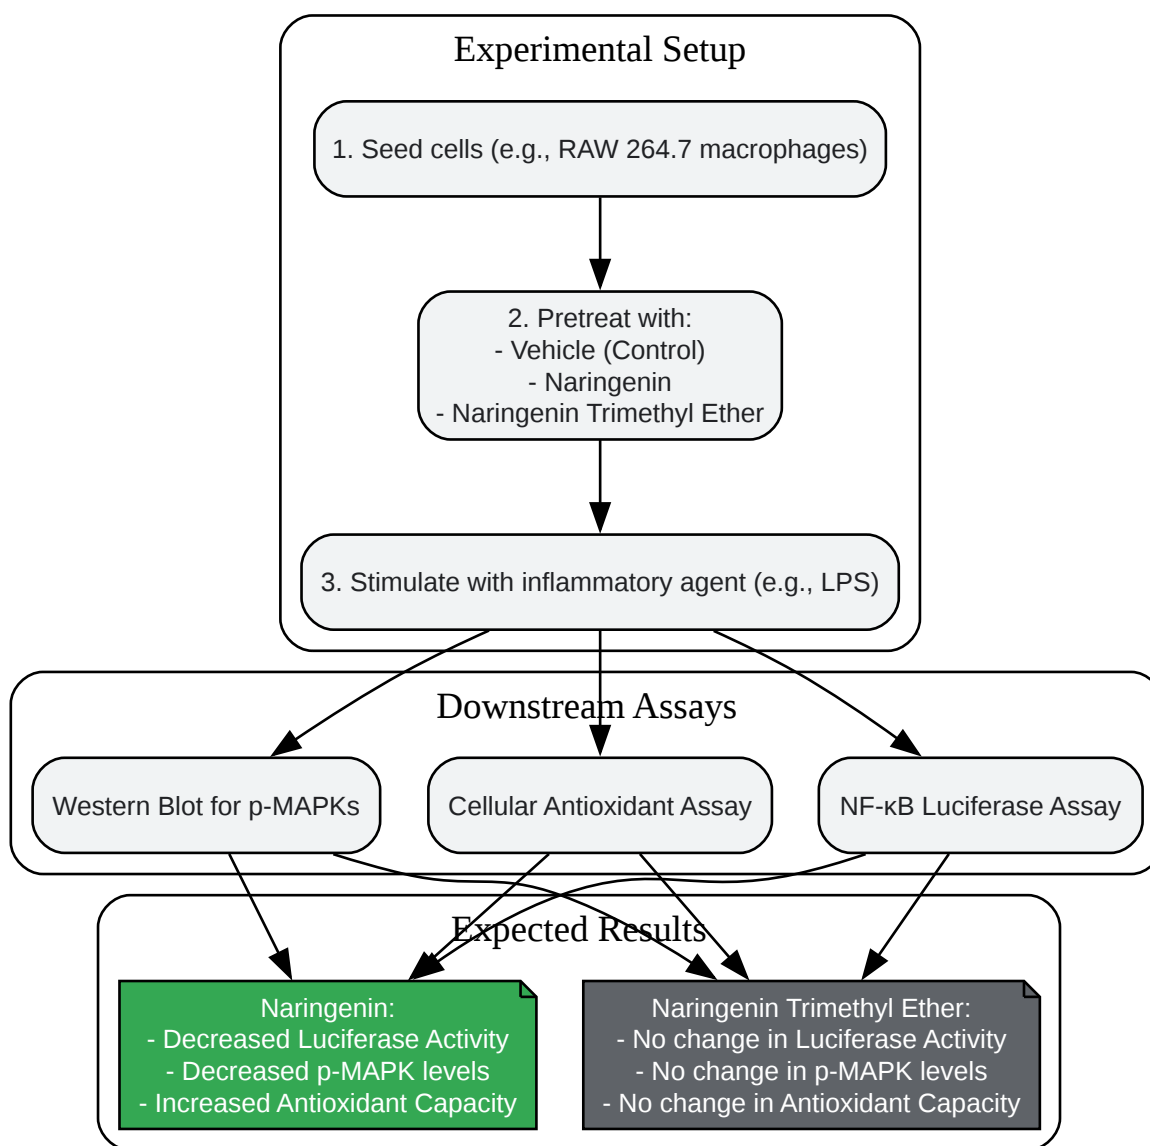 Experimental Setup
1. Seed cells (e.g., RAW 264.7 macrophages)
2. Pretreat with:
- Vehicle (Control)
- Naringenin
- Naringenin Trimethyl Ether
3. Stimulate with inflammatory agent (e.g., LPS)
Downstream Assays
Western Blot for p-MAPKs
Cellular Antioxidant Assay
NF-κB Luciferase Assay
Expected Results
Naringenin:
- Decreased Luciferase Activity
- Decreased p-MAPK levels
- Increased Antioxidant Capacity
Naringenin Trimethyl Ether:
- No change in Luciferase Activity
- No change in p-MAPK levels
- No change in Antioxidant Capacity